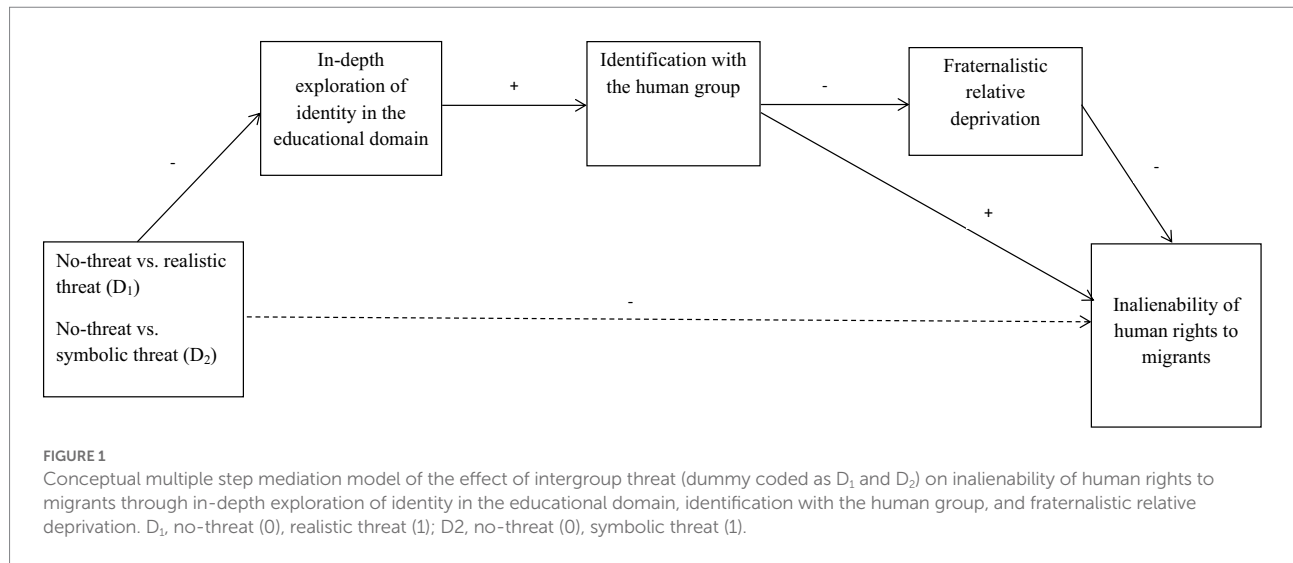 In-depth
exploration of
identity in the
educational domain
+
Identification with
the human group
-
Fraternalistic
relative
deprivation
-
-
+
No-threat vs. realistic
threat (D₁)
No-threat vs.
symbolic threat (D₂)
-
Inalienability of
human rights to
migrants
FIGURE 1
Conceptual multiple step mediation model of the effect of intergroup threat (dummy coded as D₁ and D₂) on inalienability of human rights to
migrants through in-depth exploration of identity in the educational domain, identification with the human group, and fraternalistic relative
deprivation. D₁, no-threat (0), realistic threat (1); D2, no-threat (0), symbolic threat (1).